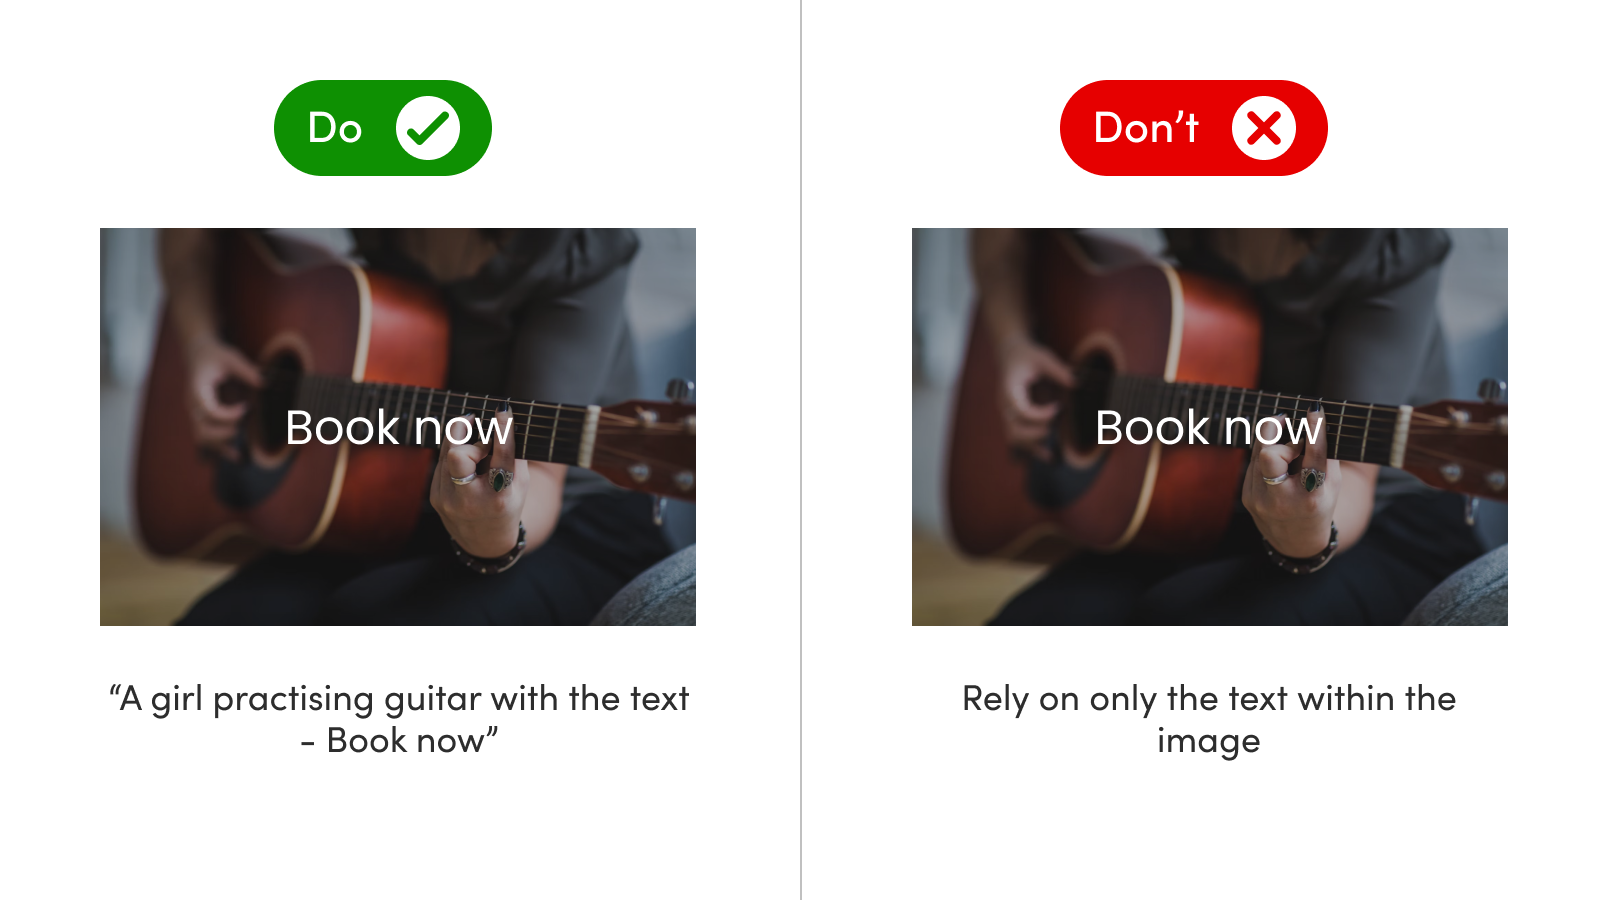 Do
Book now
“A girl practising guitar with the text
- Book now”
Don’t
Book now
Rely on only the text within the
image